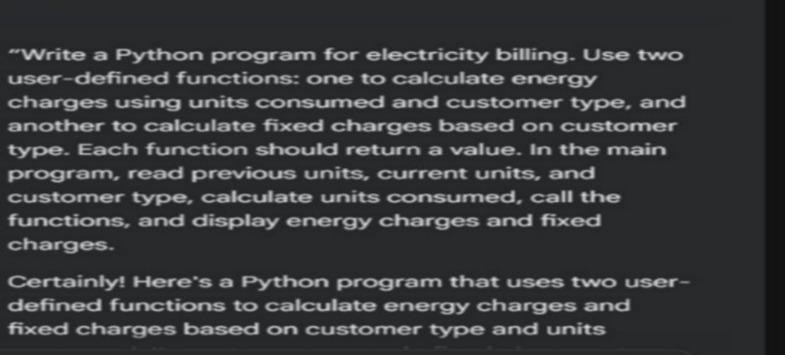 “Write a Python program for electricity billing. Use two
user-defined functions: one to calculate energy
charges using units consumed and customer type, and
another to calculate fixed charges based on customer
type. Each function should return a value. In the main
program, read previous units, current units, and
customer type, calculate units consumed, call the
functions, and display energy charges and fixed
charges.
Certainly! Here's a Python program that uses two user-
defined functions to calculate energy charges and
fixed charges based on customer type and units